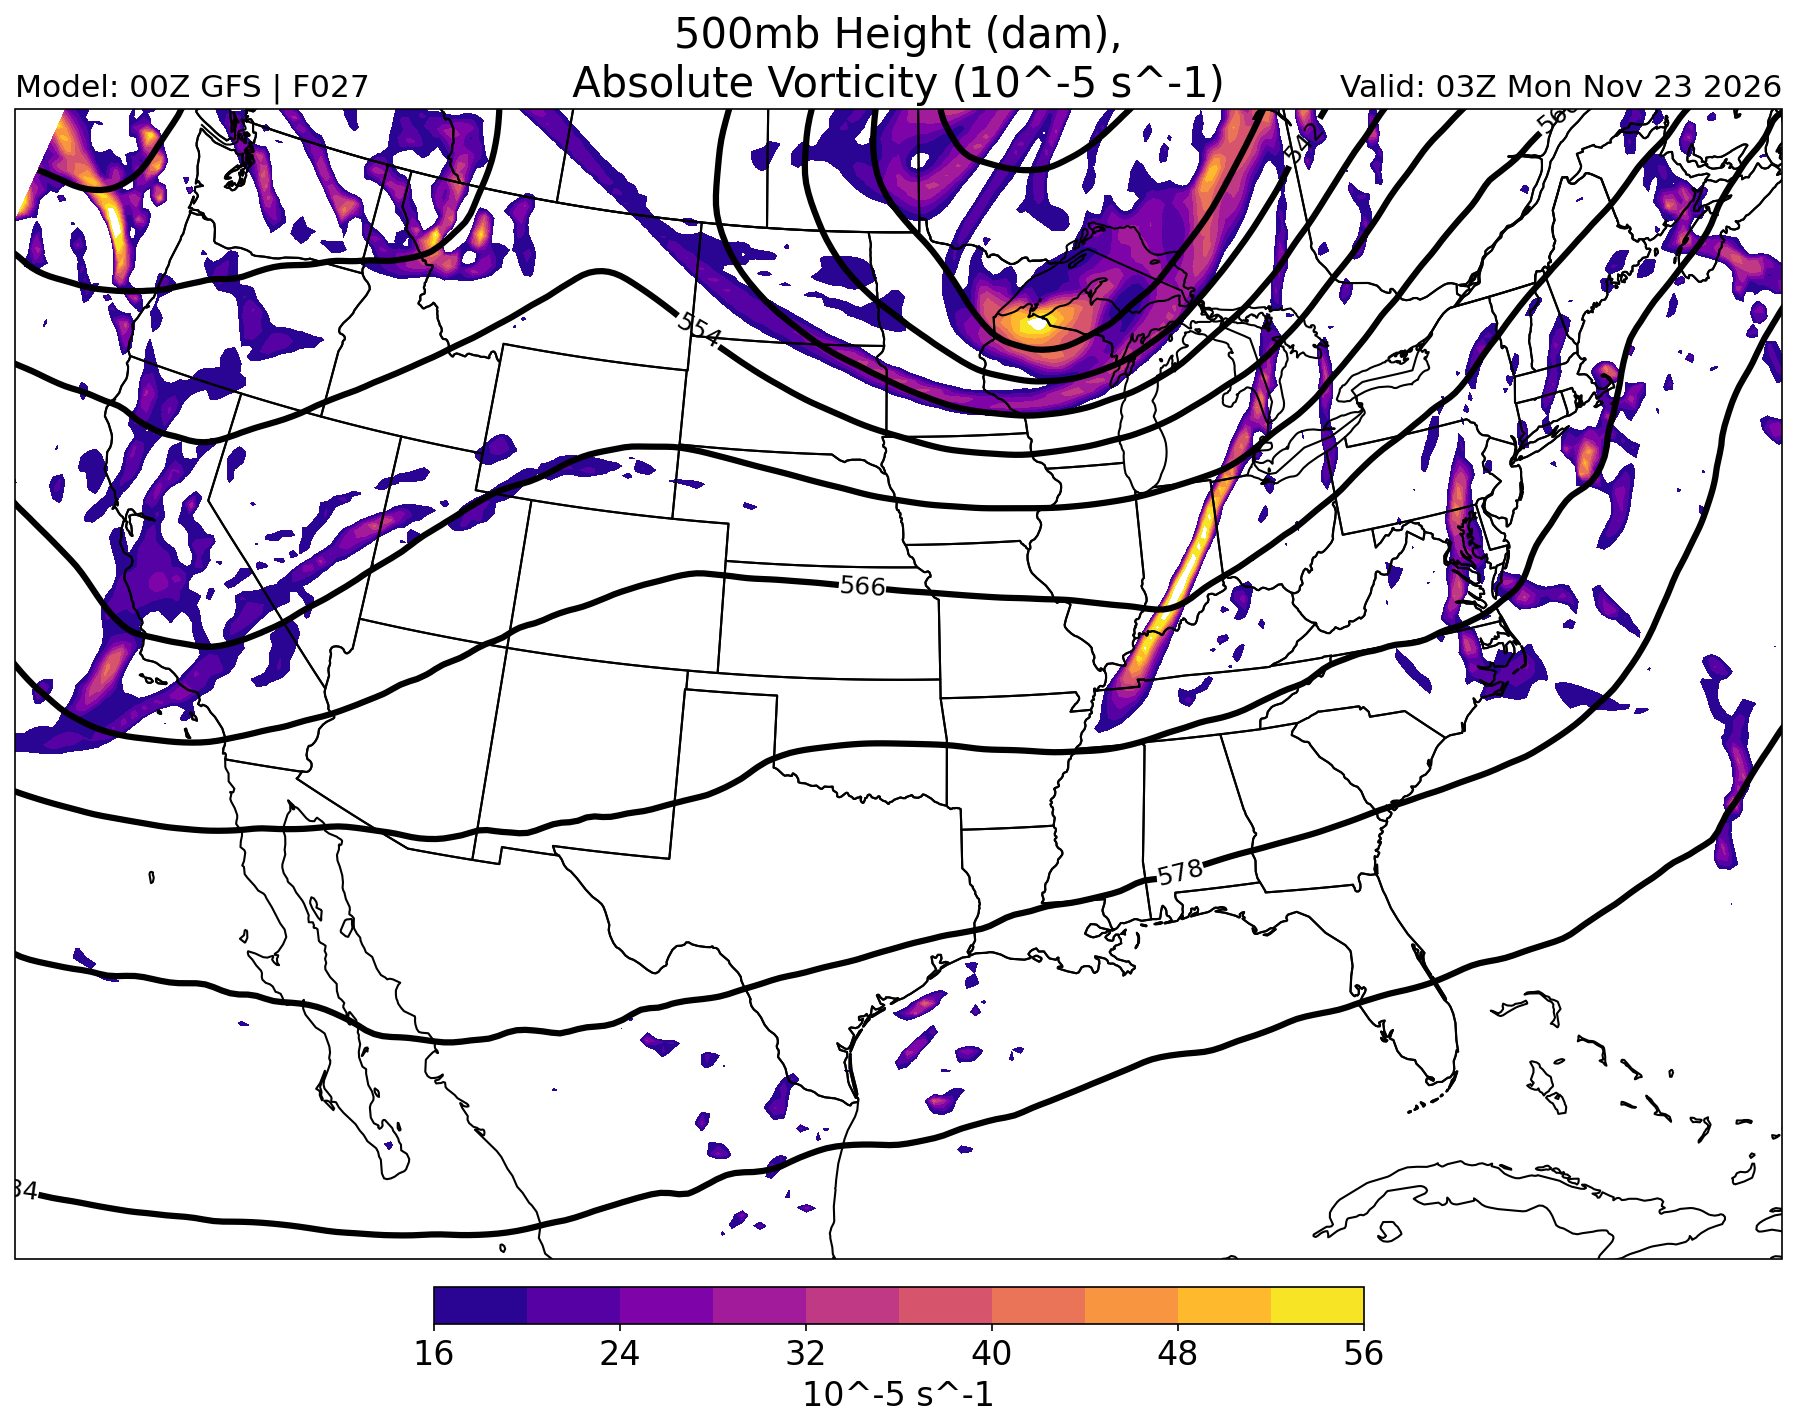 500mb Height (dam),
Model: 00Z GFS | F027
Absolute Vorticity (10^-5 s^-1)
Valid: 03Z Mon Nov 23 2026
542
554
566
578
16 24 32 40 48 56
10^-5 s^-1